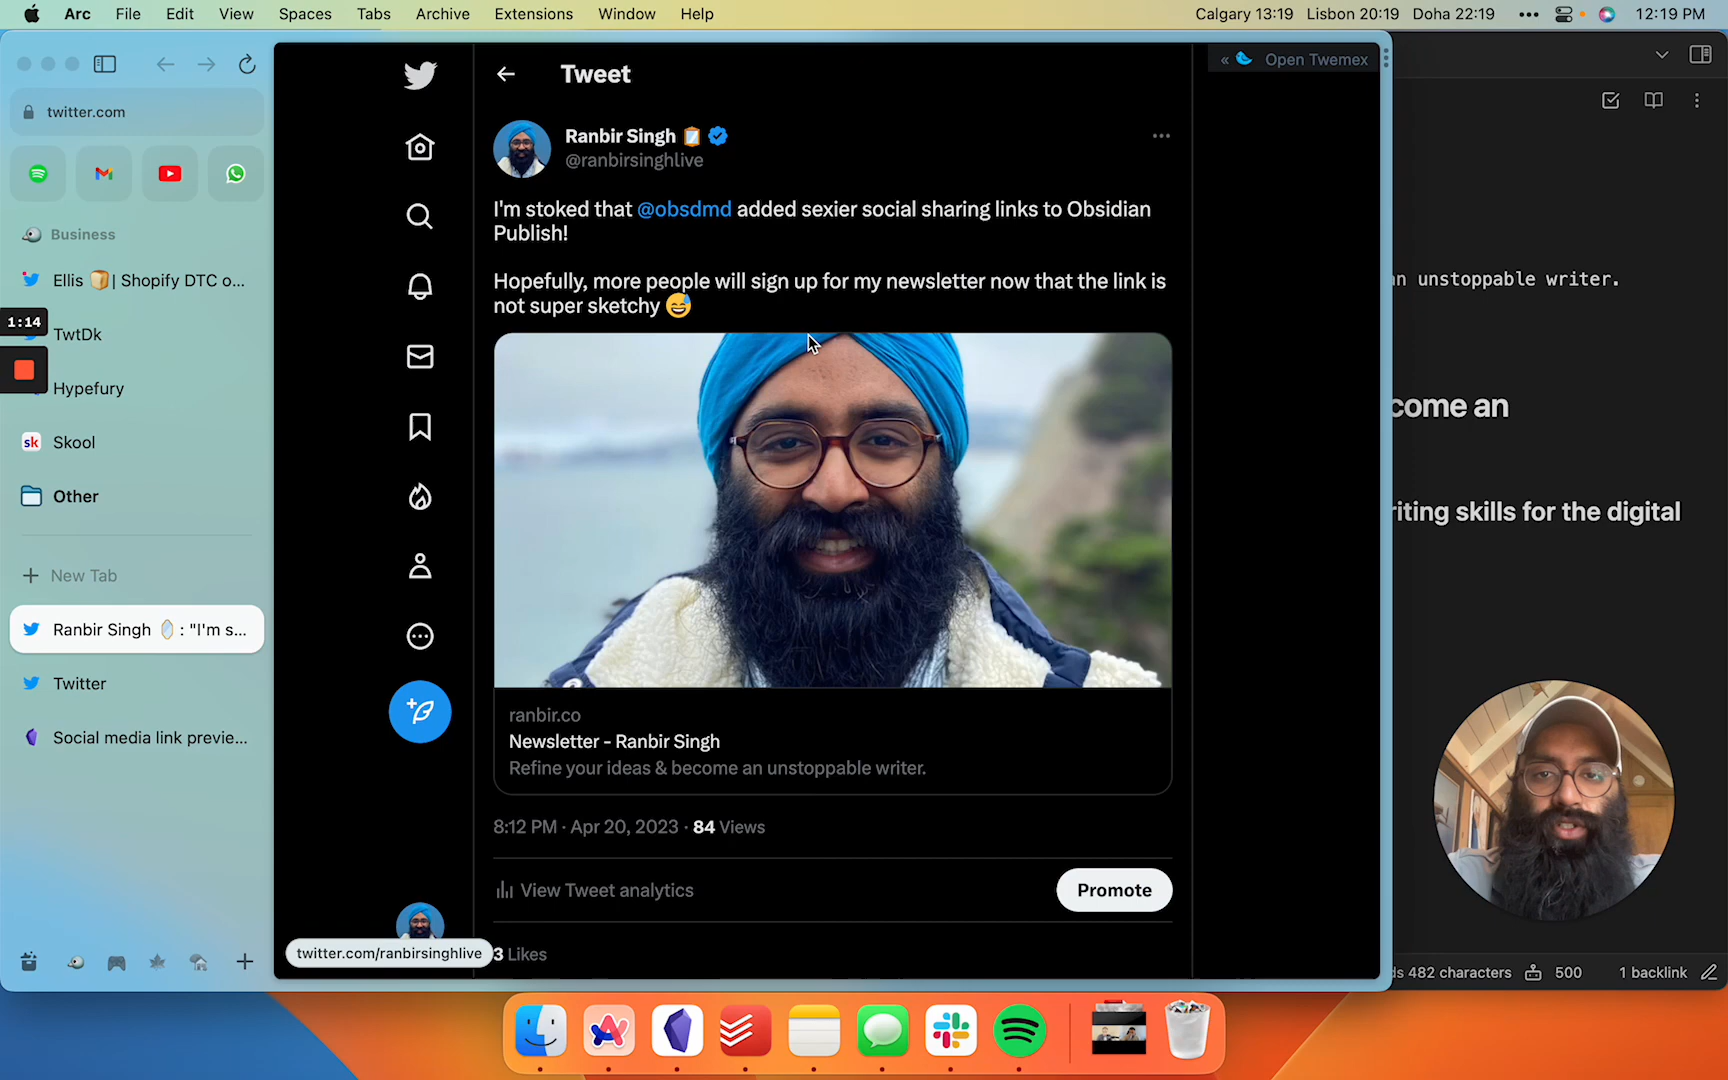 Arc File Edit View Spaces Tabs Archive Extensions Window Help
Calgary 13:19 Lisbon 20:19 Doha 22:19 12:19 PM
twitter.com
Business
Ellis 🍞| Shopify DTC o...
1:14
TwtDk
Hypefury
sk Skool
Other
New Tab
Ranbir Singh 🪞: "I'm s...
Twitter
Social media link previe...
Tweet
« Open Twemex
Ranbir Singh 🪞
@ranbirsinghlive
I'm stoked that @obsdmd added sexier social sharing links to Obsidian
Publish!
Hopefully, more people will sign up for my newsletter now that the link is
not super sketchy 😅
ranbir.co
Newsletter - Ranbir Singh
Refine your ideas & become an unstoppable writer.
8:12 PM · Apr 20, 2023 · 84 Views
View Tweet analytics
Promote
3 Likes
twitter.com/ranbirsinghlive
unstoppable writer.
come an
skills for the digital
482 characters 500 1 backlink